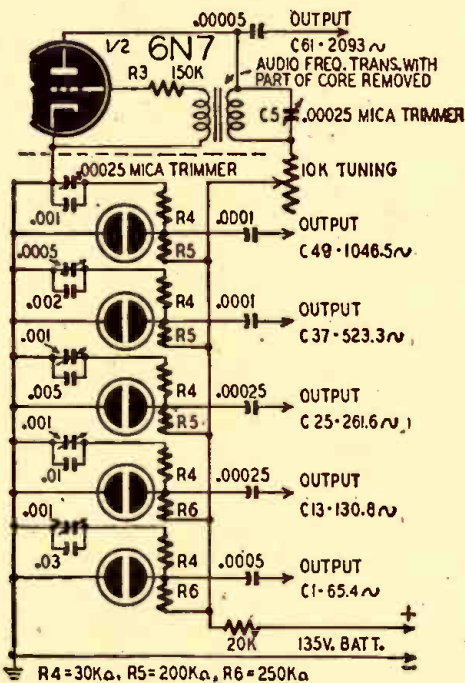 .00005
OUTPUT
C61·2093~
1/2 6N7
AUDIO FREQ. TRANS. WITH
PART OF CORE REMOVED
R3 150K
C5
.00025 MICA TRIMMER
.00025 MICA TRIMMER
10K TUNING
.001
R4
R5
.0001
OUTPUT
C49·1046.5~
.0005
.002
R4
R5
.0001
OUTPUT
C37·523.3~
.001
.005
R4
R5
.00025
OUTPUT
C25·261.6~
.001
.01
R4
R6
.00025
OUTPUT
C13·130.8~
.001
.03
R4
R6
.0005
OUTPUT
C1·65.4~
+
20K
135V. BATT.
-
R4=30KΩ, R5=200KΩ, R6=250KΩ